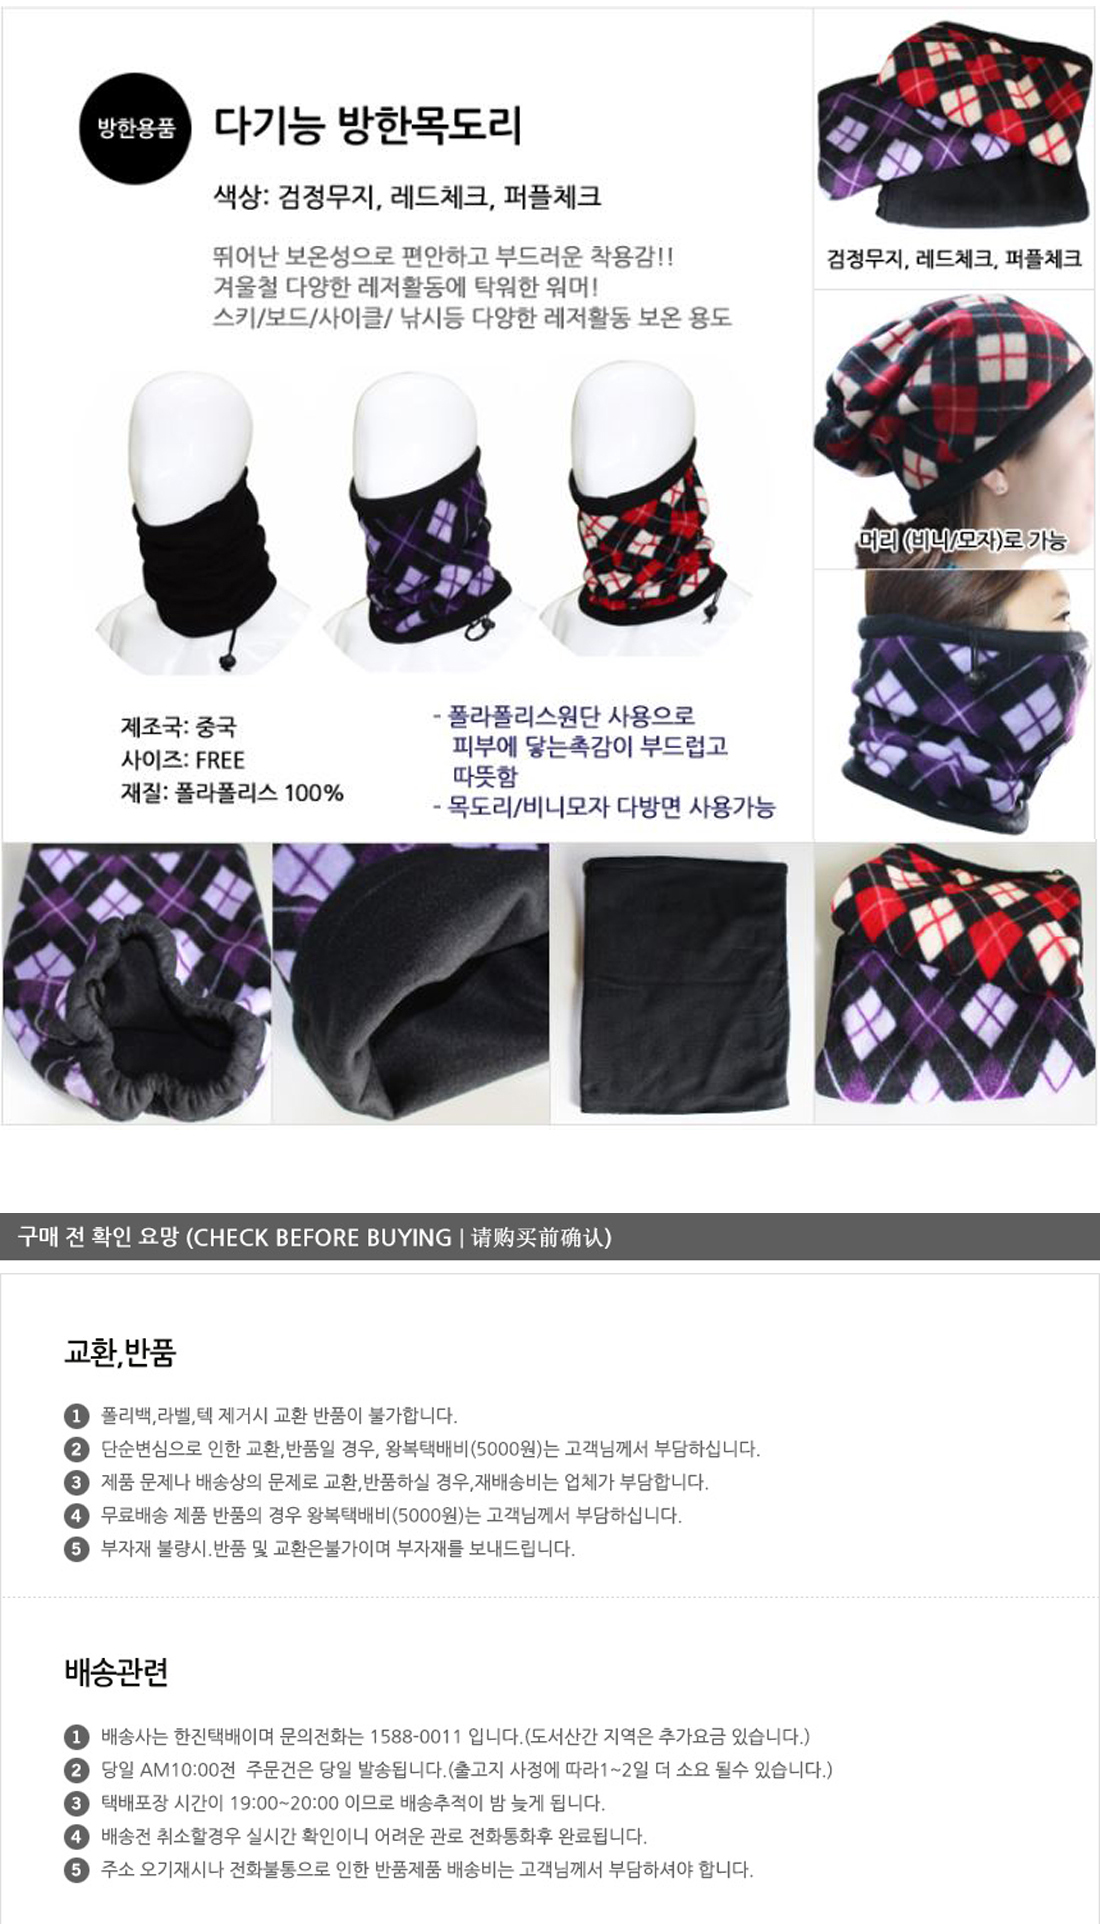 방한용품
다기능 방한목도리
색상: 검정무지, 레드체크, 퍼플체크
뛰어난 보온성으로 편안하고 부드러운 착용감!!
겨울철 다양한 레저활동에 탁워한 워머!
스키/보드/사이클/ 낚시등 다양한 레저활동 보온 용도
검정무지, 레드체크, 퍼플체크
머리 (비니/모자)로 가능
제조국: 중국
사이즈: FREE
재질: 폴라폴리스 100%
- 폴라폴리스원단 사용으로
피부에 닿는촉감이 부드럽고
따뜻함
- 목도리/비니모자 다방면 사용가능
구매 전 확인 요망 (CHECK BEFORE BUYING | 请购买前确认)
교환,반품
1 폴리백,라벨,텍 제거시 교환 반품이 불가합니다.
2 단순변심으로 인한 교환,반품일 경우, 왕복택배비(5000원)는 고객님께서 부담하십니다.
3 제품 문제나 배송상의 문제로 교환,반품하실 경우,재배송비는 업체가 부담합니다.
4 무료배송 제품 반품의 경우 왕복택배비(5000원)는 고객님께서 부담하십니다.
5 부자재 불량시.반품 및 교환은불가이며 부자재를 보내드립니다.
배송관련
1 배송사는 한진택배이며 문의전화는 1588-0011 입니다.(도서산간 지역은 추가요금 있습니다.)
2 당일 AM10:00전 주문건은 당일 발송됩니다.(출고지 사정에 따라1~2일 더 소요 될수 있습니다.)
3 택배포장 시간이 19:00~20:00 이므로 배송추적이 밤 늦게 됩니다.
4 배송전 취소할경우 실시간 확인이니 어려운 관로 전화통화후 완료됩니다.
5 주소 오기재시나 전화불통으로 인한 반품제품 배송비는 고객님께서 부담하셔야 합니다.